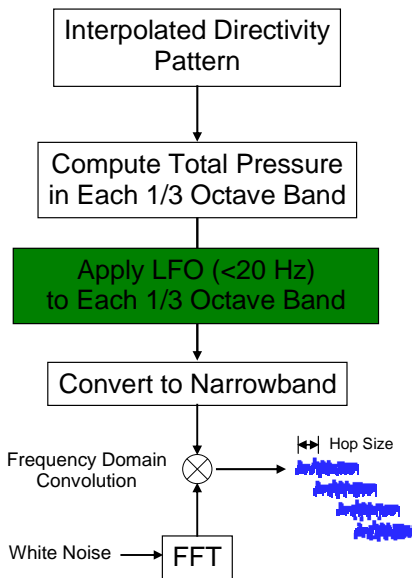 Interpolated Directivity
Pattern
Compute Total Pressure
in Each 1/3 Octave Band
Apply LFO (<20 Hz)
to Each 1/3 Octave Band
Convert to Narrowband
Hop Size
Frequency Domain
Convolution
White Noise
FFT